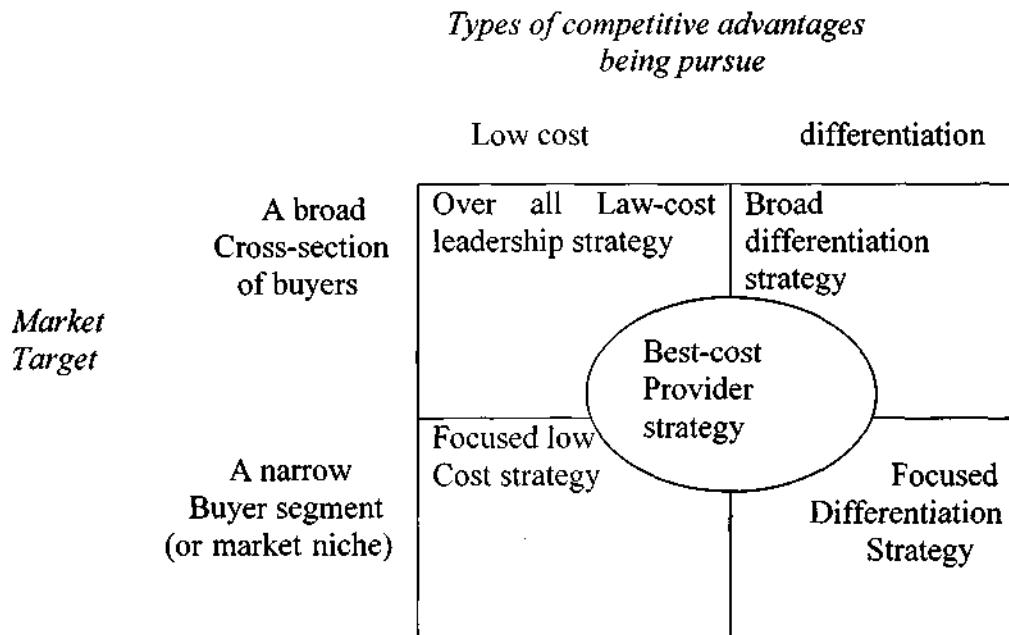 Types of competitive advantages
being pursue
Low cost
differentiation
A broad
Cross-section
of buyers
Over all Law-cost
leadership strategy
Broad
differentiation
strategy
Market
Target
Best-cost
Provider
strategy
A narrow
Buyer segment
(or market niche)
Focused low
Cost strategy
Focused
Differentiation
Strategy